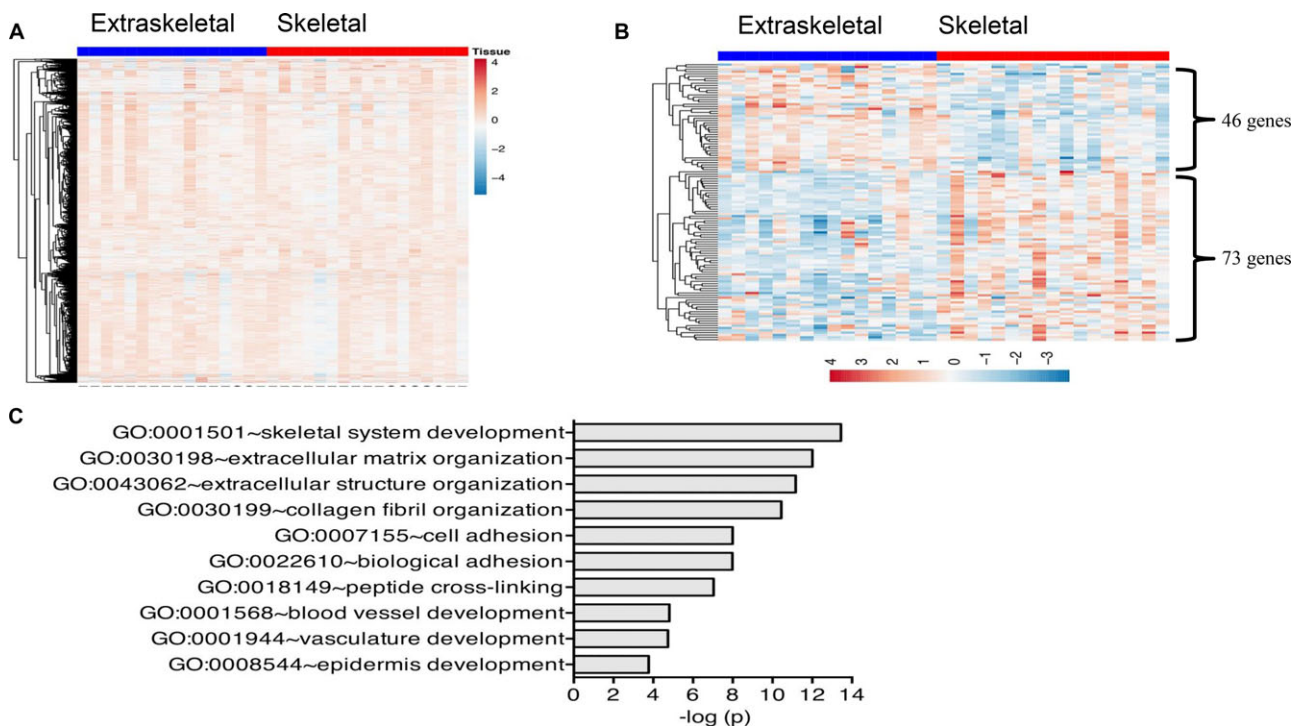 A
Extraskeletal
Skeletal
Tissue
4
2
0
−2
−4
B
Extraskeletal
Skeletal
46 genes
73 genes
4
3
2
1
0
−1
−2
−3
C
GO:0001501~skeletal system development
GO:0030198~extracellular matrix organization
GO:0043062~extracellular structure organization
GO:0030199~collagen fibril organization
GO:0007155~cell adhesion
GO:0022610~biological adhesion
GO:0018149~peptide cross-linking
GO:0001568~blood vessel development
GO:0001944~vasculature development
GO:0008544~epidermis development
0 2 4 6 8 10 12 14
-log (p)